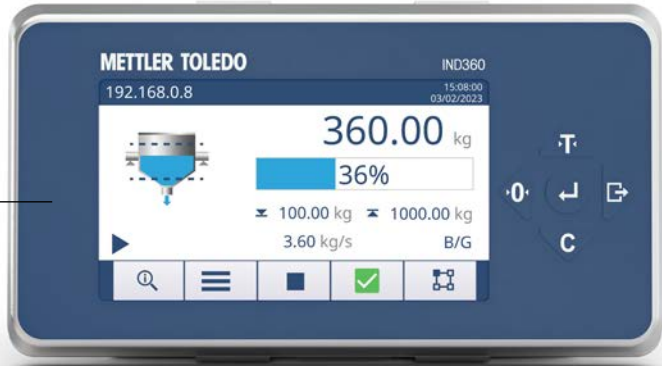 METTLER TOLEDO IND360
192.168.0.8 15:08:00
03/02/2023
360.00 kg
36%
100.00 kg 1000.00 kg
3.60 kg/s B/G
T
0
C